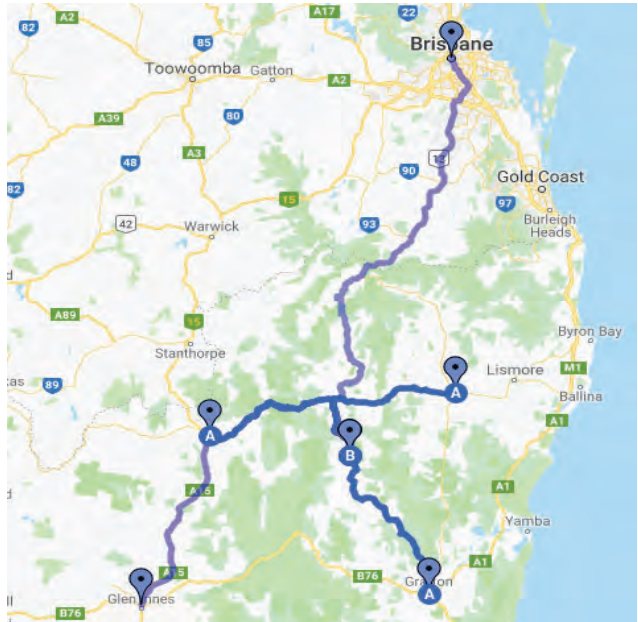 A2
82
A17
22
85
Brisbane
Toowoomba
Gatton
A2
A39
80
48
A3
13
90
82
Gold Coast
15
97
Burleigh
Heads
42
93
Warwick
A89
15
Stanthorpe
Byron Bay
89
Lismore
M1
A
Ballina
A
B
A1
A15
A1
Yamba
A15
B76
Grafton
A
Glen Innes
B76